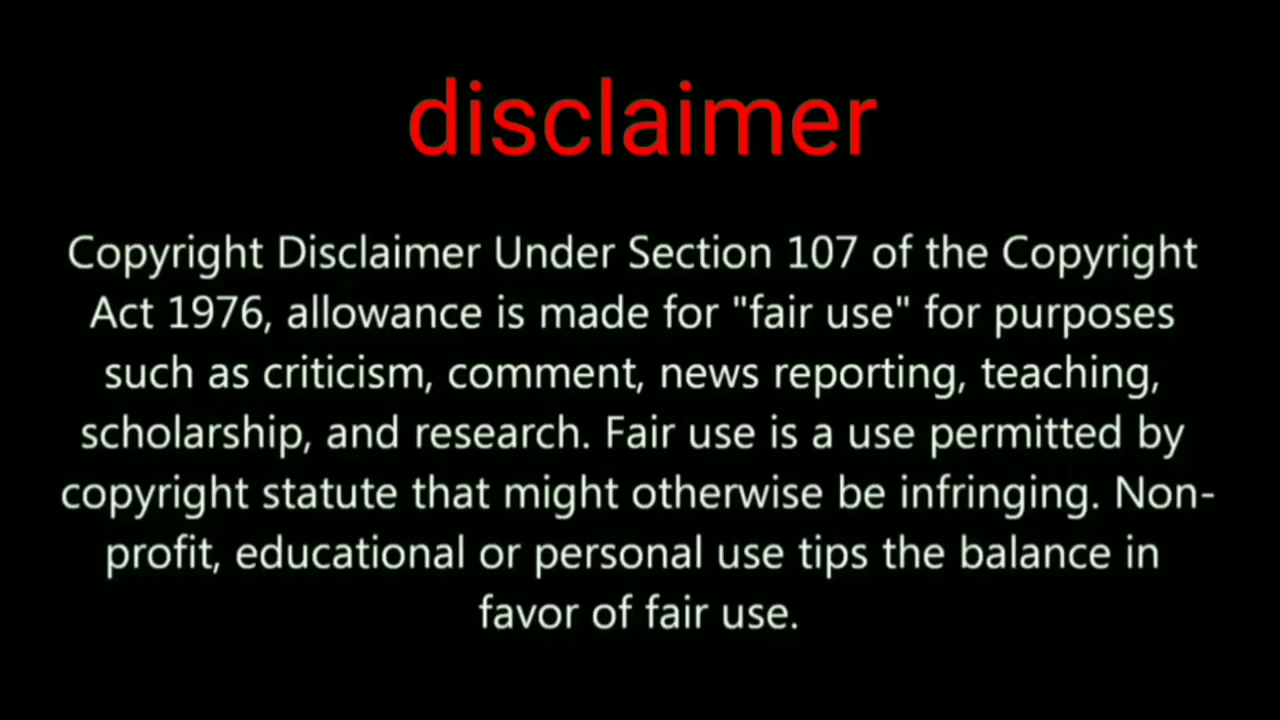 disclaimer
Copyright Disclaimer Under Section 107 of the Copyright
Act 1976, allowance is made for "fair use" for purposes
such as criticism, comment, news reporting, teaching,
scholarship, and research. Fair use is a use permitted by
copyright statute that might otherwise be infringing. Non-
profit, educational or personal use tips the balance in
favor of fair use.